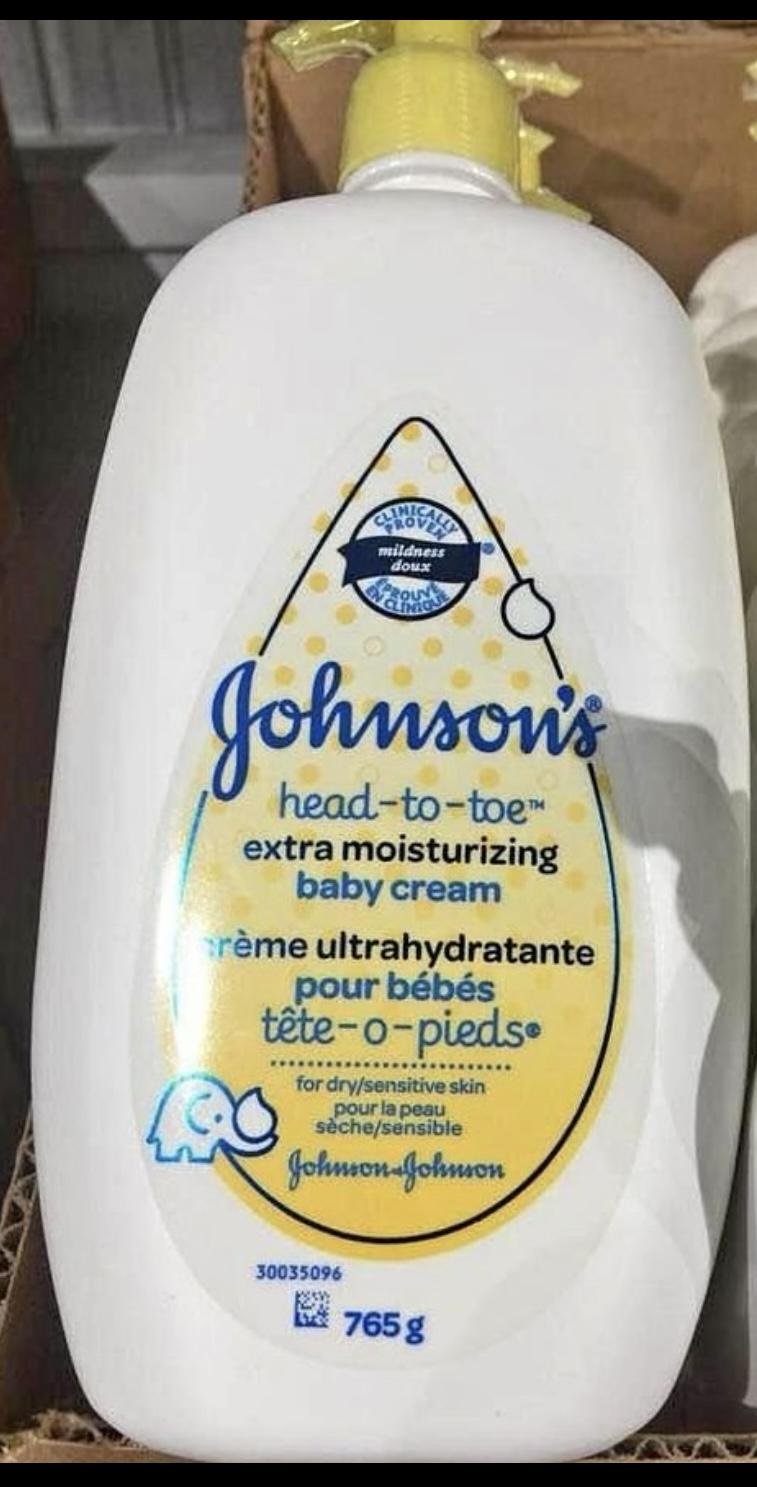 CLINICALLY
PROVEN
mildness
doux
ÉPROUVÉ
EN CLINIQUE
Johnson's®
head-to-toe™
extra moisturizing
baby cream
crème ultrahydratante
pour bébés
tête-o-pieds®
for dry/sensitive skin
pour la peau
sèche/sensible
Johnson & Johnson
30035096
765 g